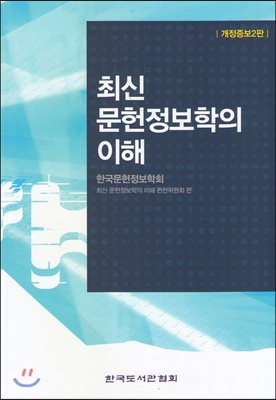 | 개정증보2판 |
최신
문헌정보학의
이해
한국문헌정보학회
최신 문헌정보학의 이해 편찬위원회 편
한국도서관협회